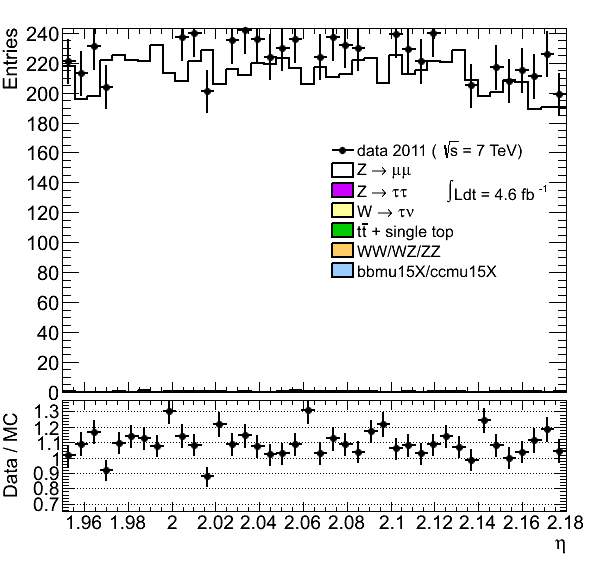 Entries
240
220
200
180
160
140
120
100
80
60
40
20
0
data 2011 ( √s = 7 TeV)
Z → μμ
Z → ττ
∫Ldt = 4.6 fb⁻¹
W → τν
tt̅ + single top
WW/WZ/ZZ
bbmu15X/ccmu15X
Data / MC
1.3
1.2
1.1
1
0.9
0.8
0.7
1.96 1.98 2 2.02 2.04 2.06 2.08 2.1 2.12 2.14 2.16 2.18
η